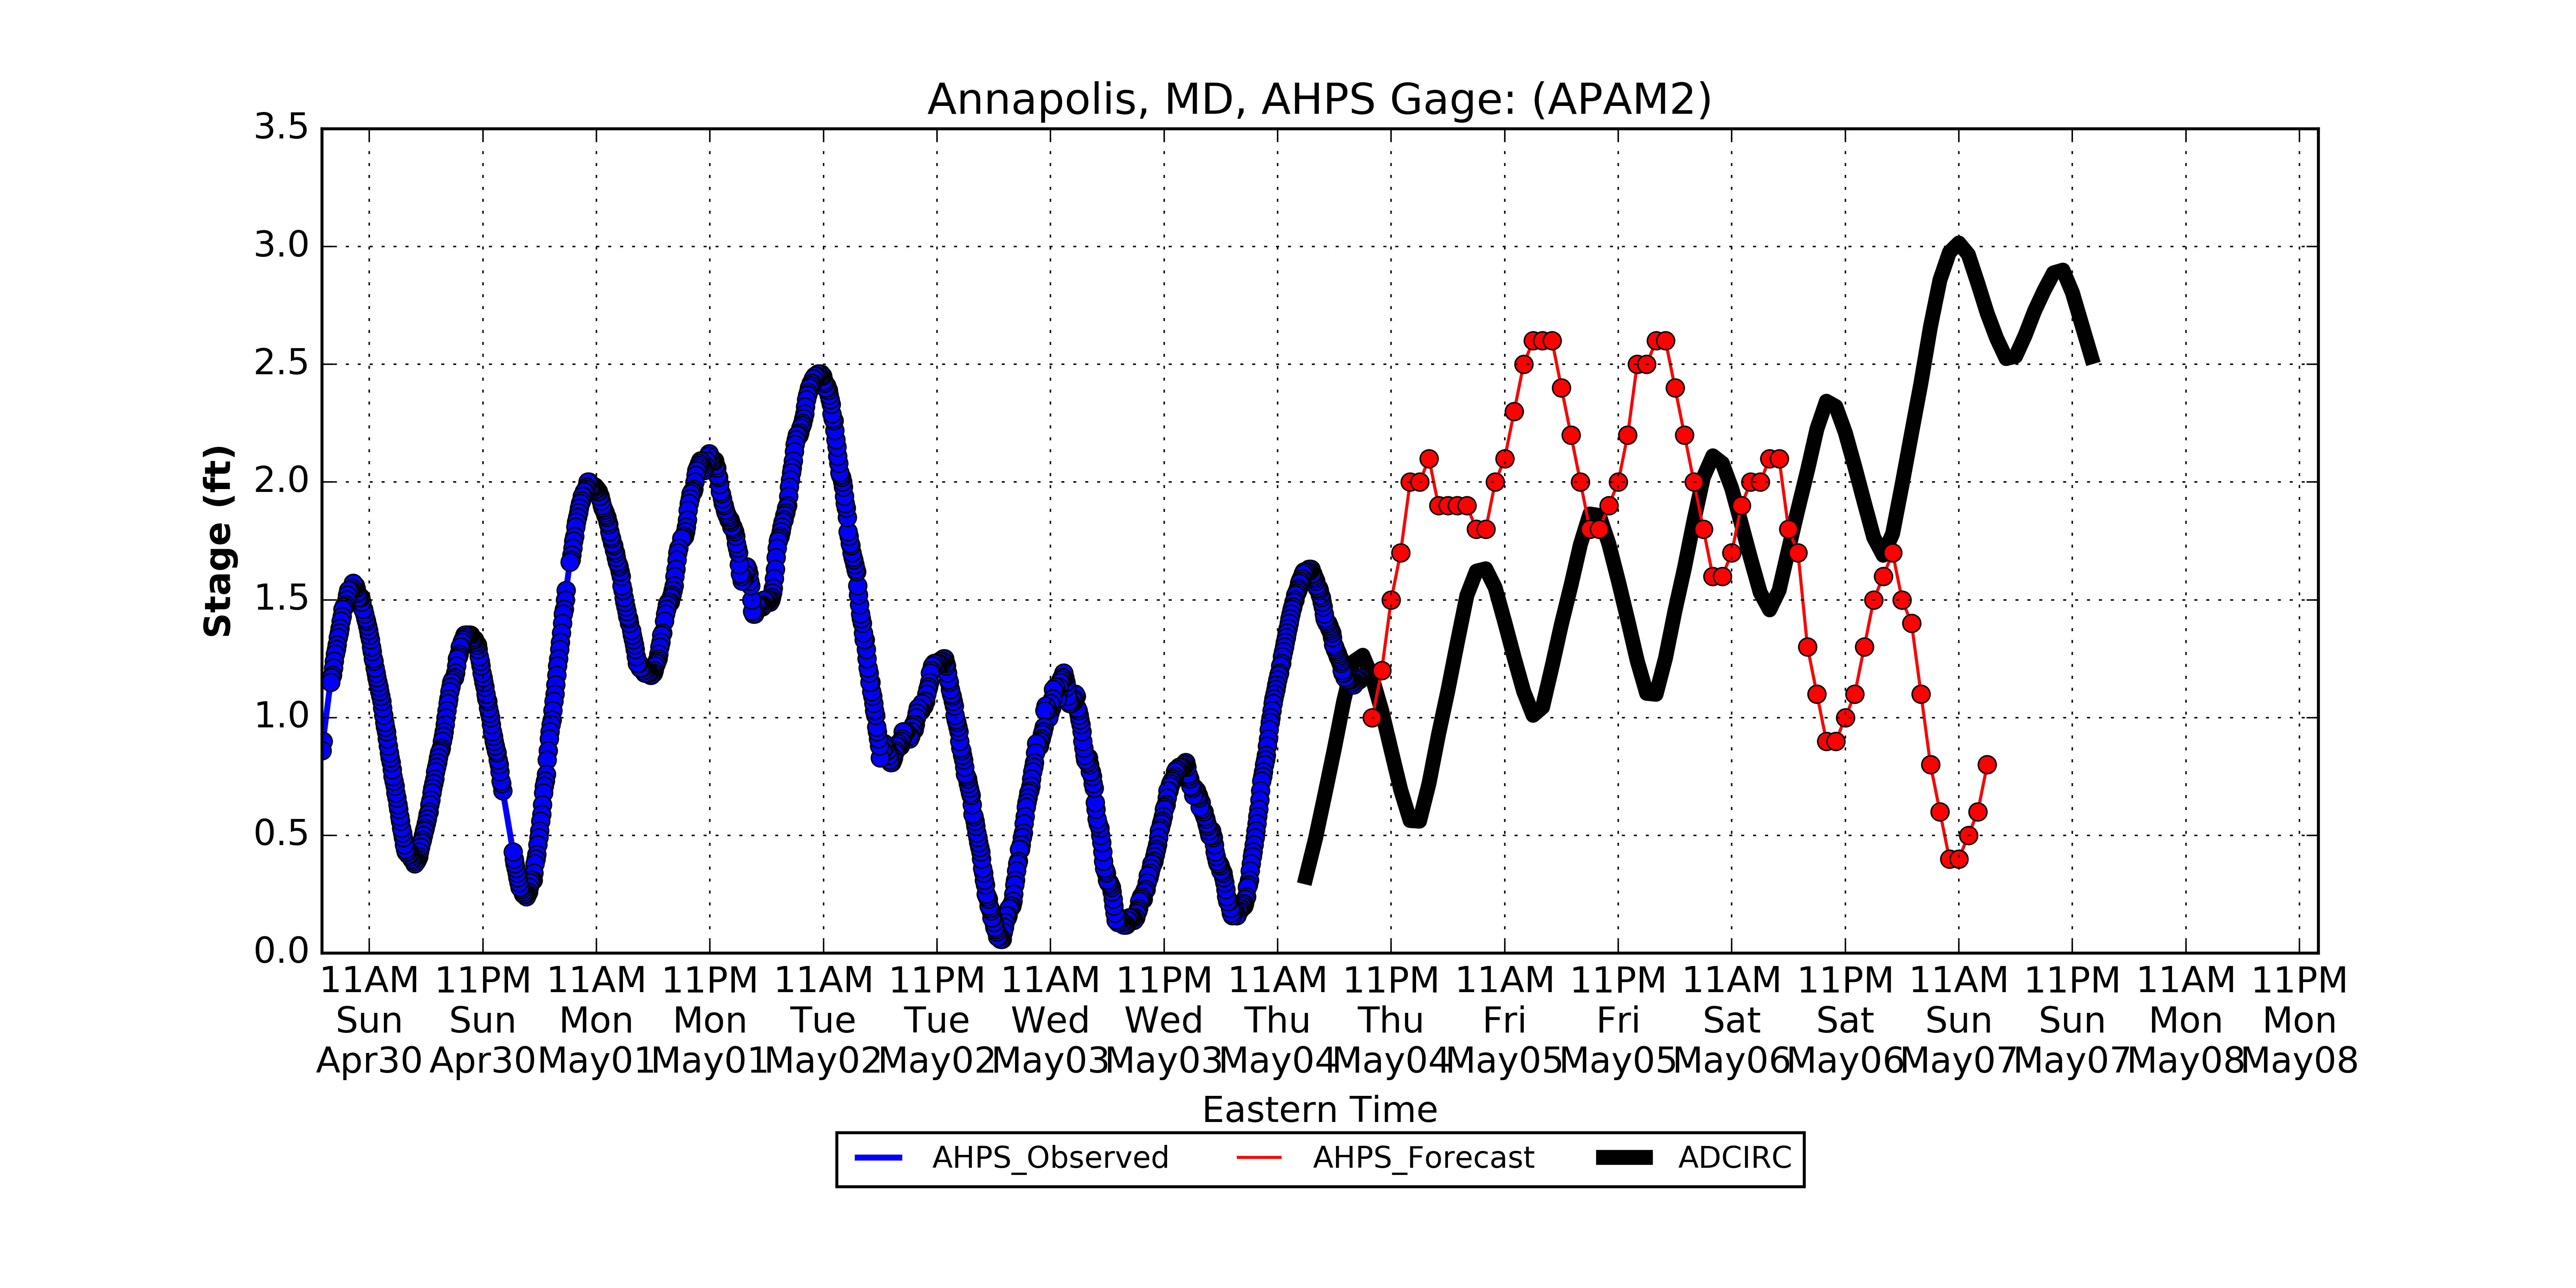 Annapolis, MD, AHPS Gage: (APAM2)
3.5
3.0
2.5
2.0
1.5
1.0
0.5
0.0
Stage (ft)
11AM 11PM 11AM 11PM 11AM 11PM 11AM 11PM 11AM 11PM 11AM 11PM 11AM 11PM 11AM 11PM 11AM 11PM
Sun Sun Mon Mon Tue Tue Wed Wed Thu Thu Fri Fri Sat Sat Sun Sun Mon Mon
Apr30 Apr30 May01 May01 May02 May02 May03 May03 May04 May04 May05 May05 May06 May06 May07 May07 May08 May08
Eastern Time
AHPS_Observed AHPS_Forecast ADCIRC